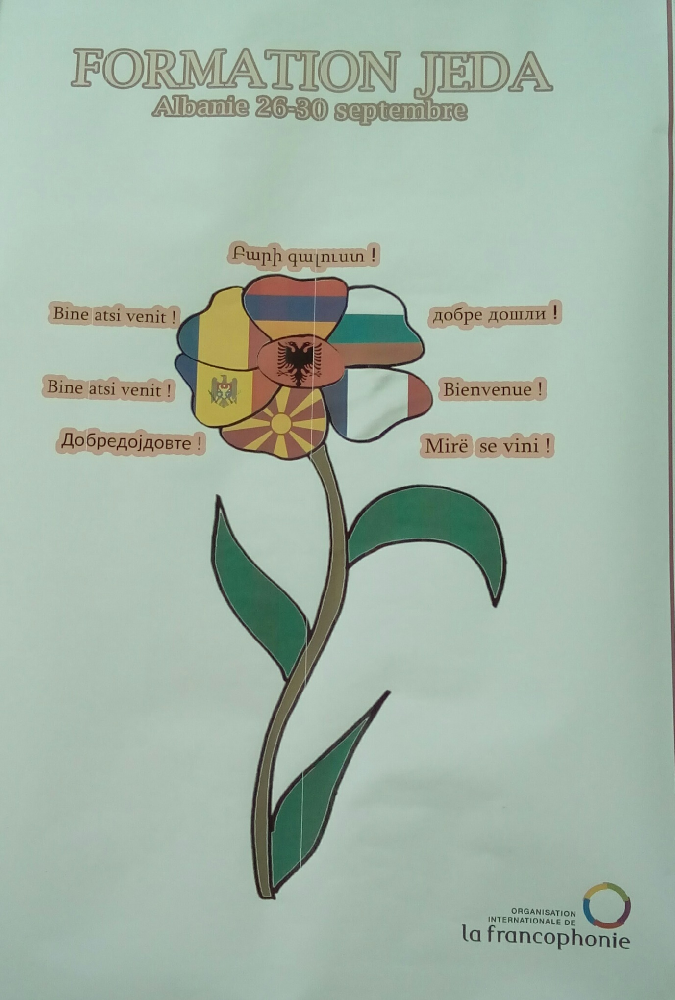 FORMATION JEDA
Albanie 26-30 septembre
Բարի գալուստ !
Bine atsi venit !
добре дошли !
Bine atsi venit !
Bienvenue !
Добредојдовте !
Mirë se vini !
ORGANISATION
INTERNATIONALE DE
la francophonie